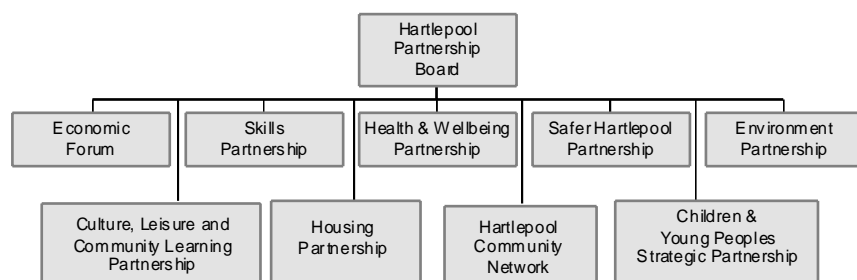 Hartlepool
Partnership
Board
Economic
Forum
Skills
Partnership
Health & Wellbeing
Partnership
Safer Hartlepool
Partnership
Environment
Partnership
Culture, Leisure and
Community Learning
Partnership
Housing
Partnership
Hartlepool
Community
Network
Children &
Young Peoples
Strategic Partnership